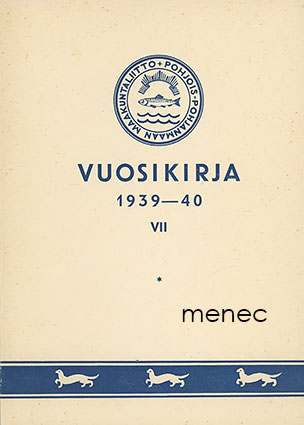 POHJOIS-POHJANMAAN MAAKUNTALIITTO+
VUOSIKIRJA
1939—40
VII
*
menec